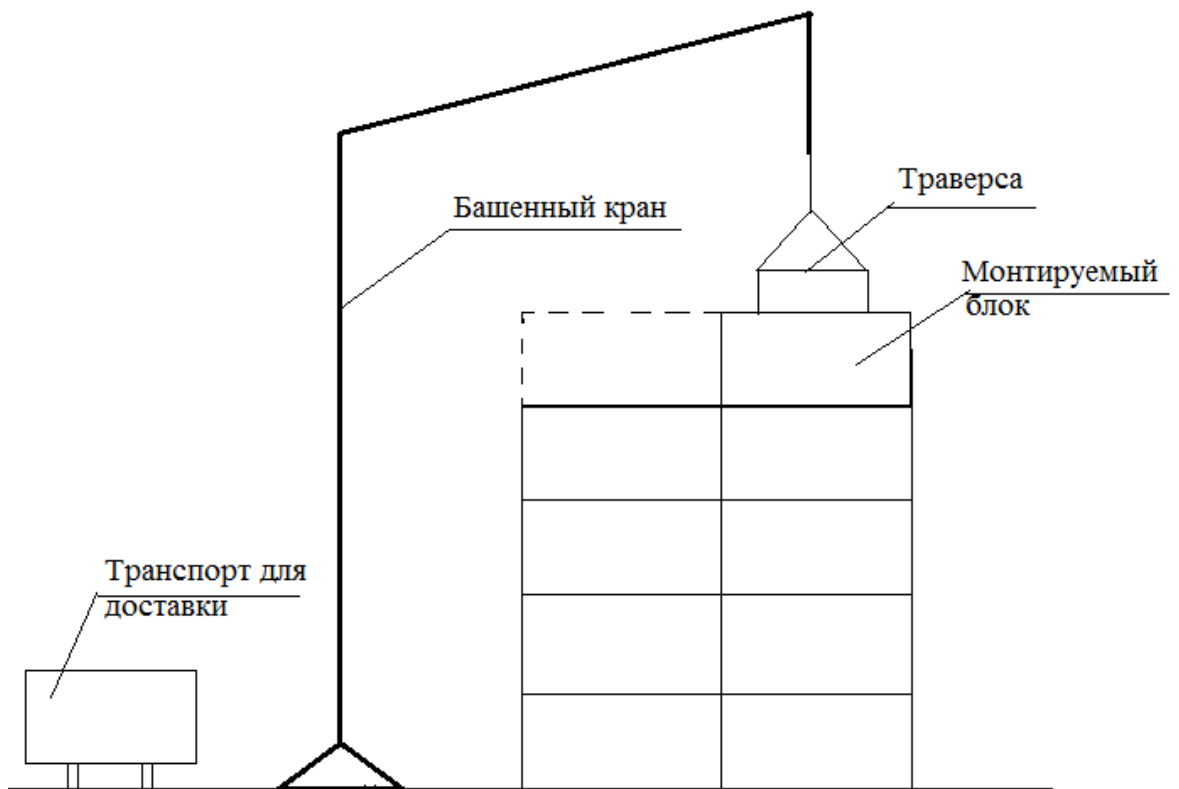 Траверса
Башенный кран
Монтируемый
блок
Транспорт для
доставки